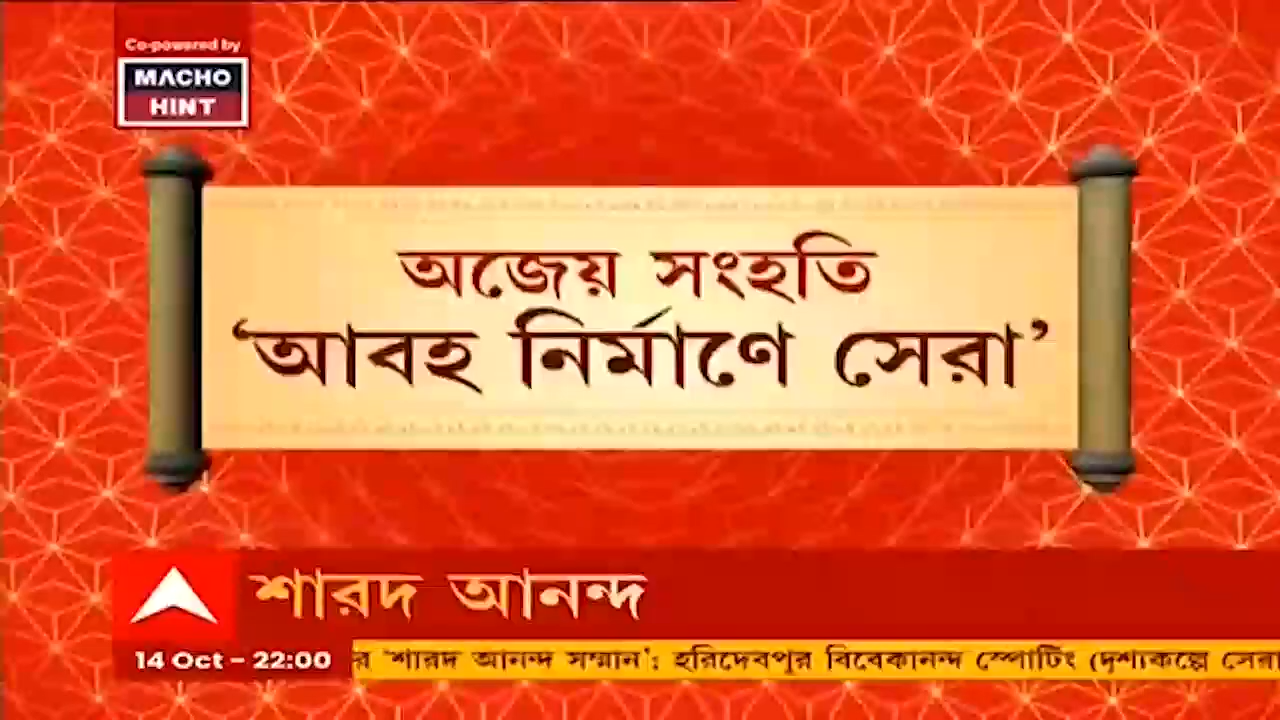 Co-powered by
MACHO
HINT
অজেয় সংহতি
‘আবহ নির্মাণে সেরা’
শারদ আনন্দ
14 Oct - 22:00
র ‘শারদ আনন্দ সম্মান’: হরিদেবপুর বিবেকানন্দ স্পোটিং (দৃশ্যকল্পে সেরা